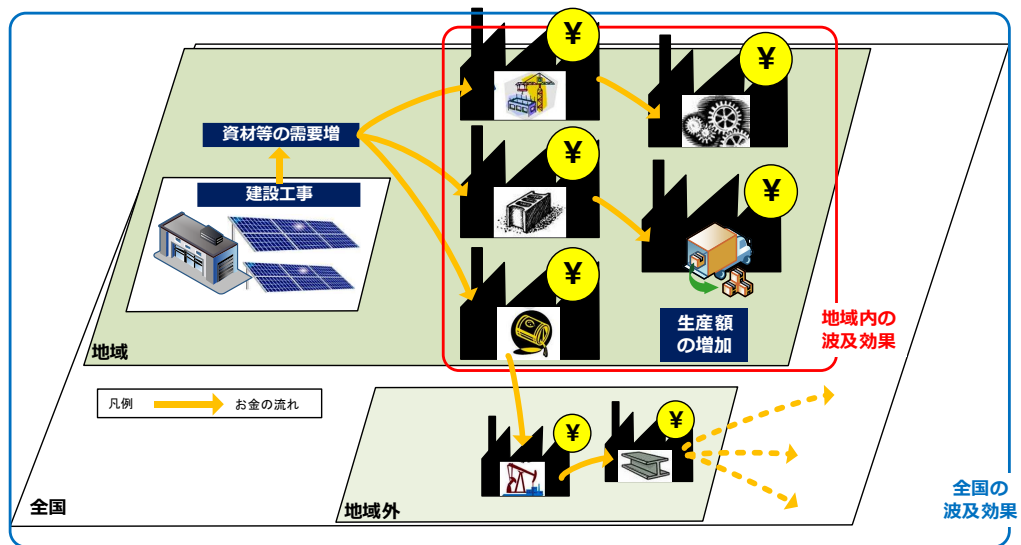 ¥
¥
資材等の需要増
建設工事
¥
¥
¥
生産額
の増加
地域内の
波及効果
地域
凡例
お金の流れ
¥
¥
全国
地域外
全国の
波及効果